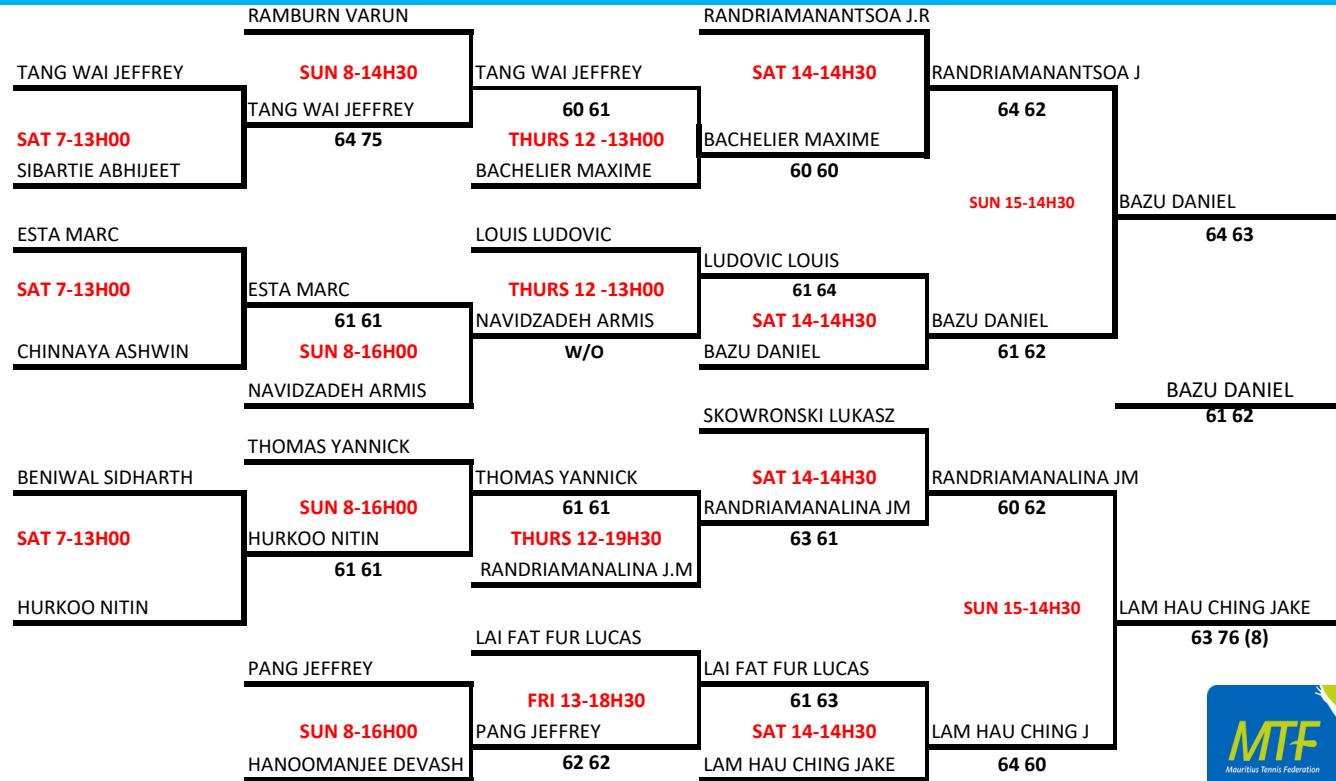 RAMBURN VARUN
RANDRIAMANANTSOA J.R
TANG WAI JEFFREY
SUN 8-14H30
TANG WAI JEFFREY
SAT 14-14H30
RANDRIAMANANTSOA J
TANG WAI JEFFREY
60 61
64 62
SAT 7-13H00
64 75
THURS 12 -13H00
BACHELIER MAXIME
SIBARTIE ABHIJEET
BACHELIER MAXIME
60 60
SUN 15-14H30
BAZU DANIEL
ESTA MARC
LOUIS LUDOVIC
64 63
LUDOVIC LOUIS
SAT 7-13H00
ESTA MARC
THURS 12 -13H00
61 64
61 61
NAVIDZADEH ARMIS
SAT 14-14H30
BAZU DANIEL
CHINNAYA ASHWIN
SUN 8-16H00
W/O
BAZU DANIEL
61 62
NAVIDZADEH ARMIS
BAZU DANIEL
SKOWRONSKI LUKASZ
61 62
THOMAS YANNICK
BENIWAL SIDHARTH
THOMAS YANNICK
SAT 14-14H30
RANDRIAMANALINA JM
SUN 8-16H00
61 61
RANDRIAMANALINA JM
60 62
SAT 7-13H00
HURKOO NITIN
THURS 12-19H30
63 61
61 61
RANDRIAMANALINA J.M
HURKOO NITIN
SUN 15-14H30
LAM HAU CHING JAKE
LAI FAT FUR LUCAS
63 76 (8)
PANG JEFFREY
LAI FAT FUR LUCAS
FRI 13-18H30
61 63
SUN 8-16H00
PANG JEFFREY
SAT 14-14H30
LAM HAU CHING J
HANOOMANJEE DEVASH
62 62
LAM HAU CHING JAKE
64 60
MTF
Mauritius Tennis Federation